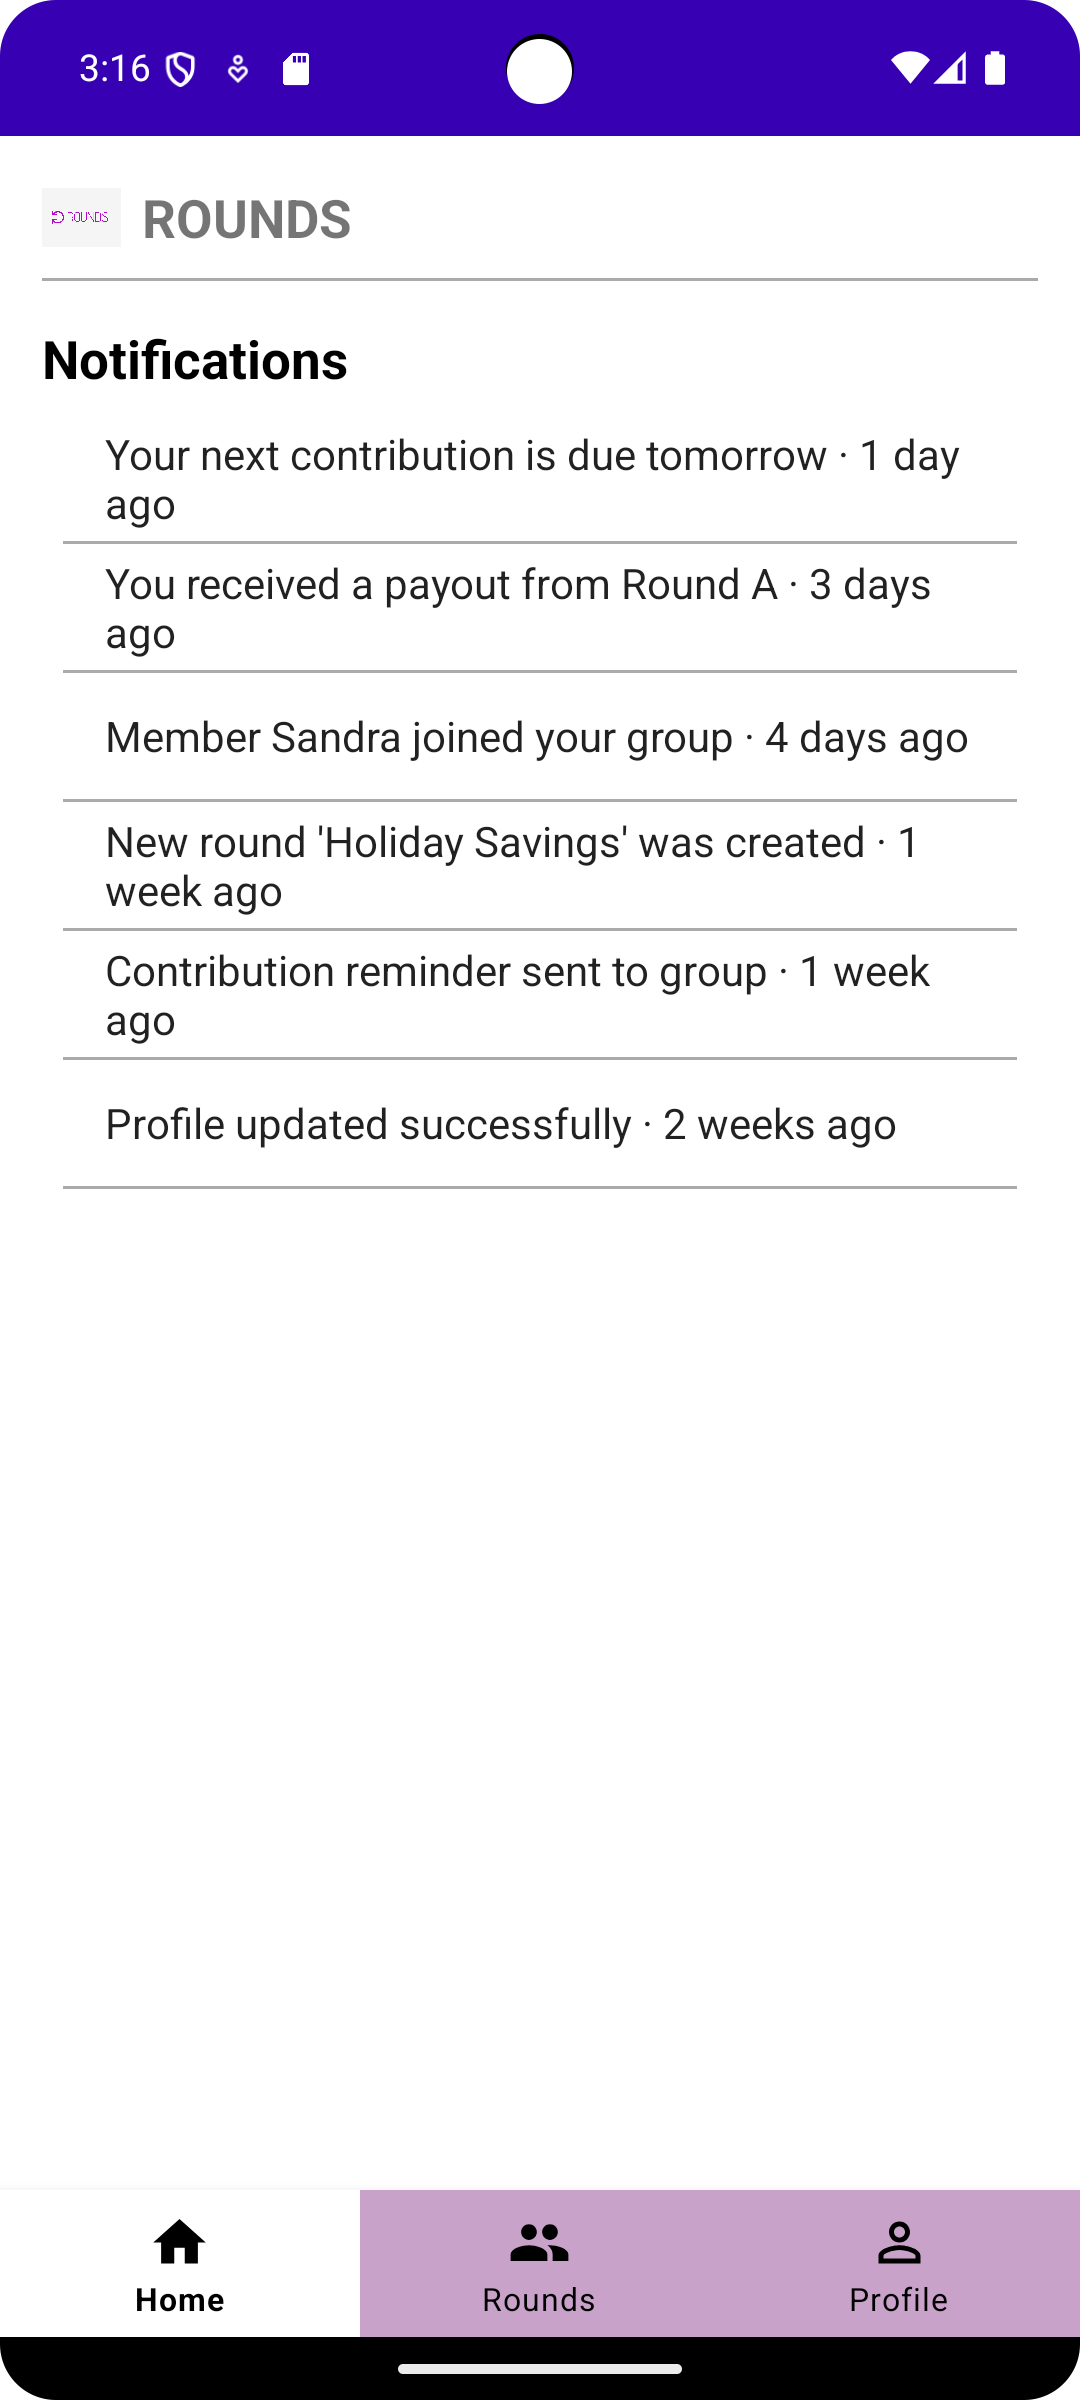 3:16
ROUNDS
ROUNDS
Notifications
Your next contribution is due tomorrow · 1 day
ago
You received a payout from Round A · 3 days
ago
Member Sandra joined your group · 4 days ago
New round 'Holiday Savings' was created · 1
week ago
Contribution reminder sent to group · 1 week
ago
Profile updated successfully · 2 weeks ago
Home
Rounds
Profile